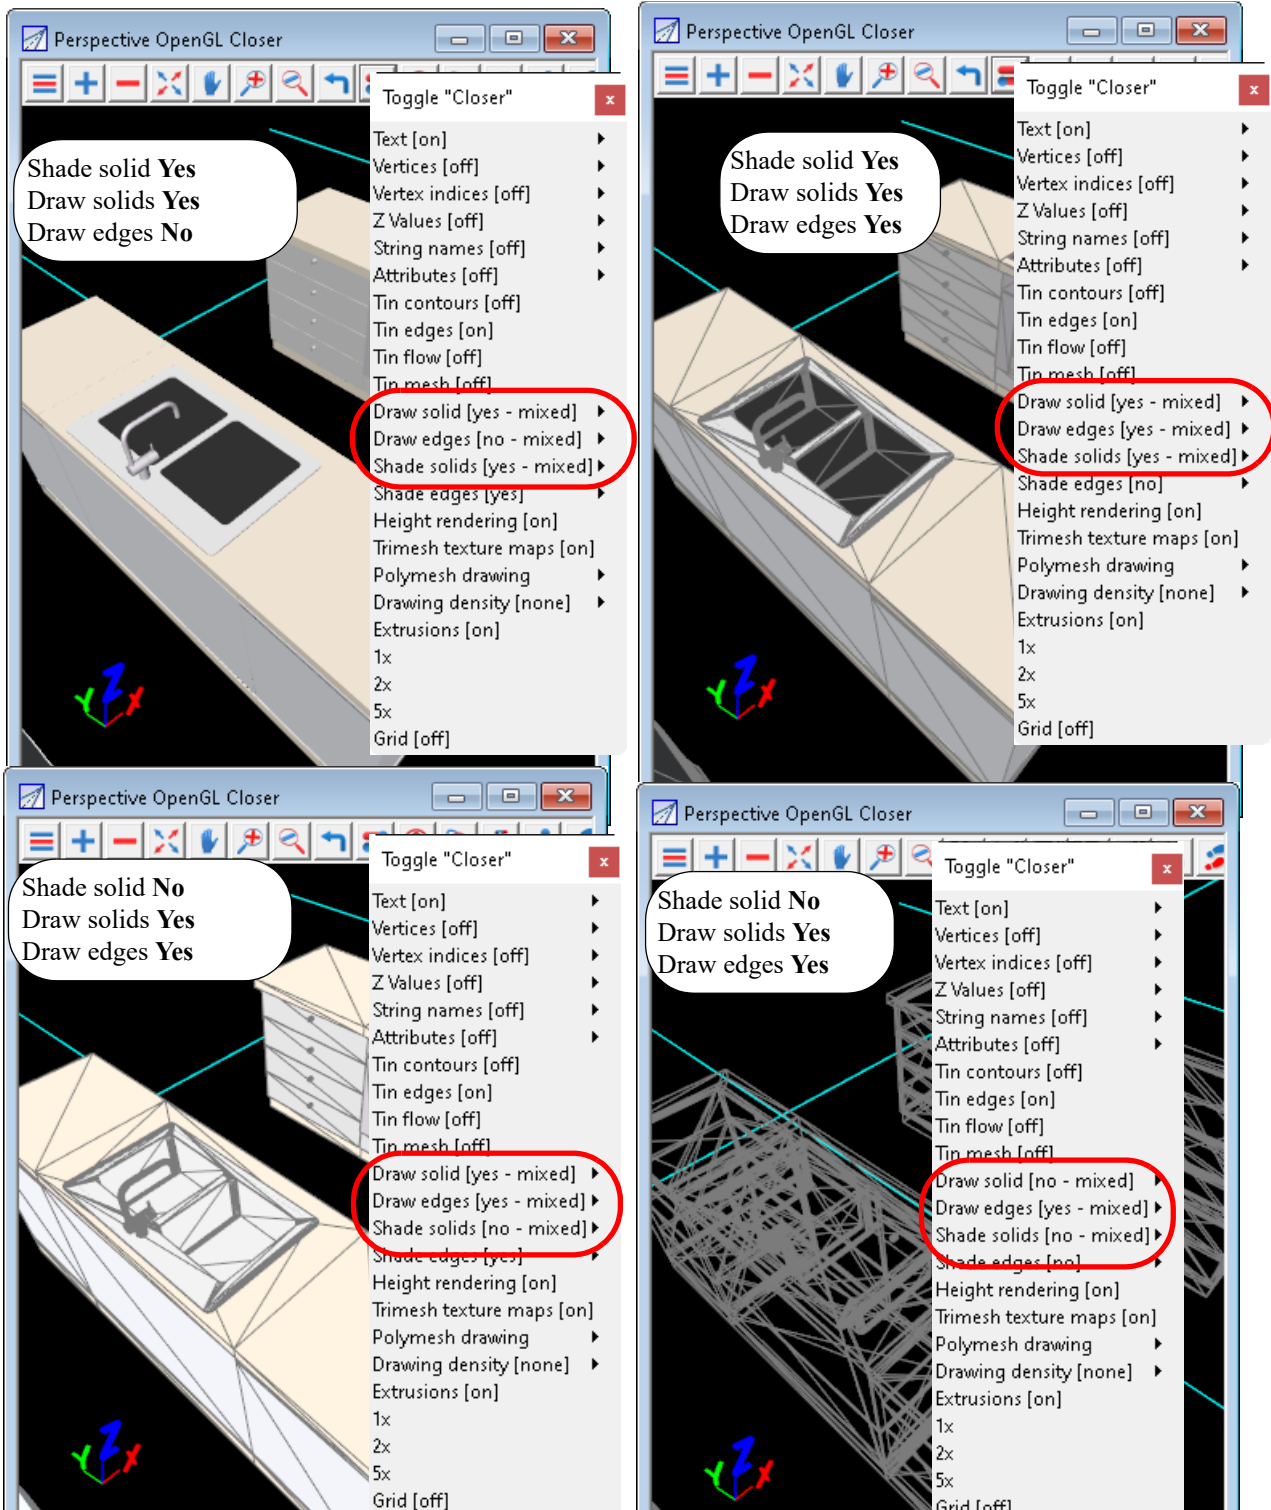 Perspective OpenGL Closer
Toggle "Closer"
Shade solid Yes
Draw solids Yes
Draw edges No
Text [on]
Vertices [off]
Vertex indices [off]
Z Values [off]
String names [off]
Attributes [off]
Tin contours [off]
Tin edges [on]
Tin flow [off]
Tin mesh [off]
Draw solid [yes - mixed]
Draw edges [no - mixed]
Shade solids [yes - mixed]
Shade edges [yes]
Height rendering [on]
Trimesh texture maps [on]
Polymesh drawing
Drawing density [none]
Extrusions [on]
1x
2x
5x
Grid [off]
Y Z X
Perspective OpenGL Closer
Toggle "Closer"
Shade solid Yes
Draw solids Yes
Draw edges Yes
Text [on]
Vertices [off]
Vertex indices [off]
Z Values [off]
String names [off]
Attributes [off]
Tin contours [off]
Tin edges [on]
Tin flow [off]
Tin mesh [off]
Draw solid [yes - mixed]
Draw edges [yes - mixed]
Shade solids [yes - mixed]
Shade edges [no]
Height rendering [on]
Trimesh texture maps [on]
Polymesh drawing
Drawing density [none]
Extrusions [on]
1x
2x
5x
Grid [off]
Y Z X
Perspective OpenGL Closer
Toggle "Closer"
Shade solid No
Draw solids Yes
Draw edges Yes
Text [on]
Vertices [off]
Vertex indices [off]
Z Values [off]
String names [off]
Attributes [off]
Tin contours [off]
Tin edges [on]
Tin flow [off]
Tin mesh [off]
Draw solid [yes - mixed]
Draw edges [yes - mixed]
Shade solids [no - mixed]
Shade edges [yes]
Height rendering [on]
Trimesh texture maps [on]
Polymesh drawing
Drawing density [none]
Extrusions [on]
1x
2x
5x
Grid [off]
Y Z X
Perspective OpenGL Closer
Toggle "Closer"
Shade solid No
Draw solids Yes
Draw edges Yes
Text [on]
Vertices [off]
Vertex indices [off]
Z Values [off]
String names [off]
Attributes [off]
Tin contours [off]
Tin edges [on]
Tin flow [off]
Tin mesh [off]
Draw solid [no - mixed]
Draw edges [yes - mixed]
Shade solids [no - mixed]
Shade edges [no]
Height rendering [on]
Trimesh texture maps [on]
Polymesh drawing
Drawing density [none]
Extrusions [on]
1x
2x
5x
Grid [off]
Y Z X